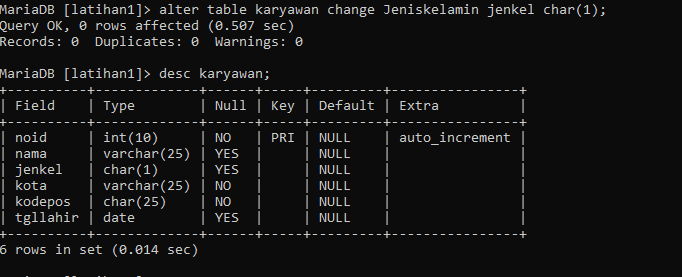 MariaDB [latihan1]> alter table karyawan change Jeniskelamin jenkel char(1);
Query OK, 0 rows affected (0.507 sec)
Records: 0  Duplicates: 0  Warnings: 0

MariaDB [latihan1]> desc karyawan;
+----------+-------------+------+-----+---------+----------------+
| Field    | Type        | Null | Key | Default | Extra          |
+----------+-------------+------+-----+---------+----------------+
| noid     | int(10)     | NO   | PRI | NULL    | auto_increment |
| nama     | varchar(25) | YES  |     | NULL    |                |
| jenkel   | char(1)     | YES  |     | NULL    |                |
| kota     | varchar(25) | NO   |     | NULL    |                |
| kodepos  | char(25)    | NO   |     | NULL    |                |
| tgllahir | date        | YES  |     | NULL    |                |
+----------+-------------+------+-----+---------+----------------+
6 rows in set (0.014 sec)